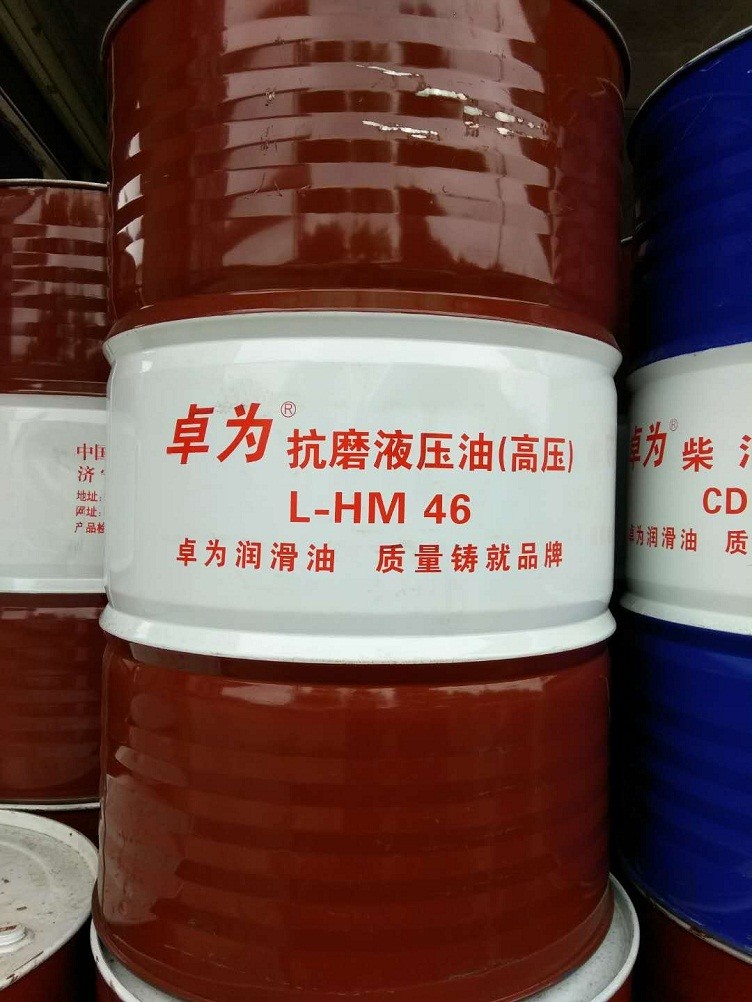 卓为® 抗磨液压油(高压)
L-HM 46
卓为润滑油 质量铸就品牌
中国
济
地址:
网址:
产品检
卓为® 柴
CD
卓为润滑油 质